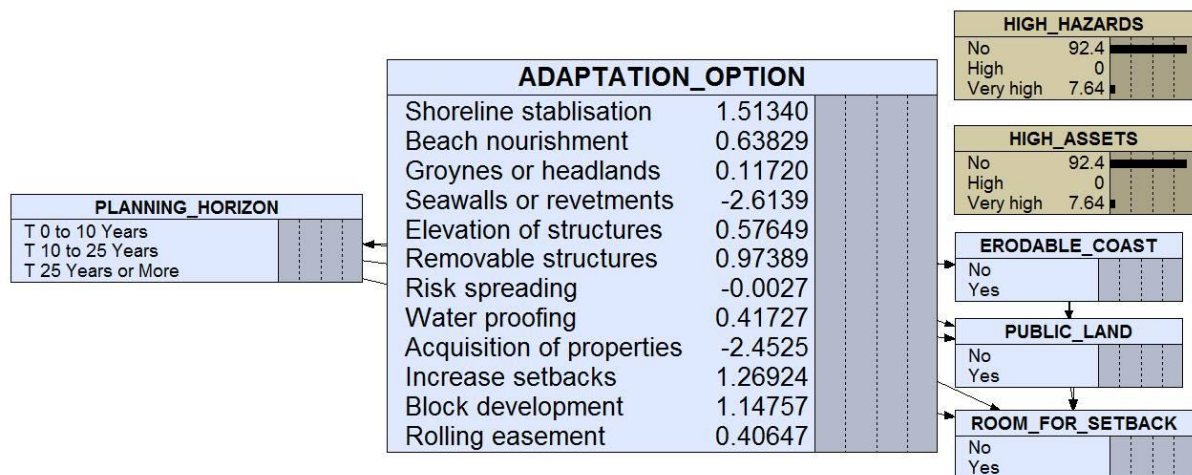 HIGH_HAZARDS
No 92.4
High 0
Very high 7.64
ADAPTATION_OPTION
Shoreline stablisation 1.51340
Beach nourishment 0.63829
Groynes or headlands 0.11720
Seawalls or revetments -2.6139
Elevation of structures 0.57649
Removable structures 0.97389
Risk spreading -0.0027
Water proofing 0.41727
Acquisition of properties -2.4525
Increase setbacks 1.26924
Block development 1.14757
Rolling easement 0.40647
HIGH_ASSETS
No 92.4
High 0
Very high 7.64
PLANNING_HORIZON
T 0 to 10 Years
T 10 to 25 Years
T 25 Years or More
ERODABLE_COAST
No
Yes
PUBLIC_LAND
No
Yes
ROOM_FOR_SETBACK
No
Yes